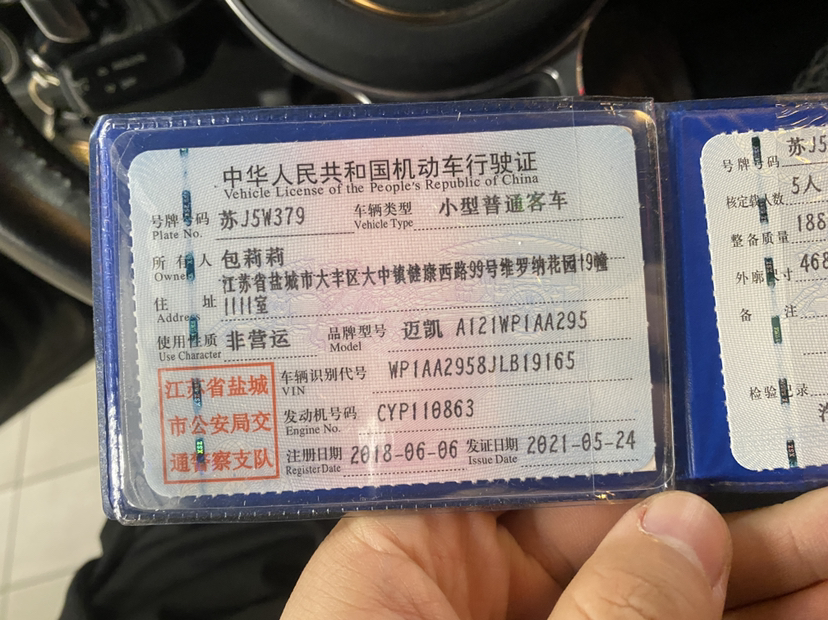 中华人民共和国机动车行驶证
Vehicle License of the People's Republic of China
号牌号码 苏J5W379 车辆类型 小型普通客车
Plate No. Vehicle Type
所有人 包莉莉
Owner
江苏省盐城市大丰区大中镇健康西路99号维罗纳花园19幢
住址 1111室
Address
使用性质 非营运 品牌型号 迈凯 A121WP1AA295
Use Character Model
车辆识别代号 WP1AA2958JLB19165
VIN
发动机号码 CYP110863
Engine No.
注册日期 2018-06-06 发证日期 2021-05-24
Register Date Issue Date
江苏省盐城
市公安局交
通警察支队
号牌号码 苏J5
核定载人数 5人
整备质量 188
外廓尺寸 468
备注
检验记录